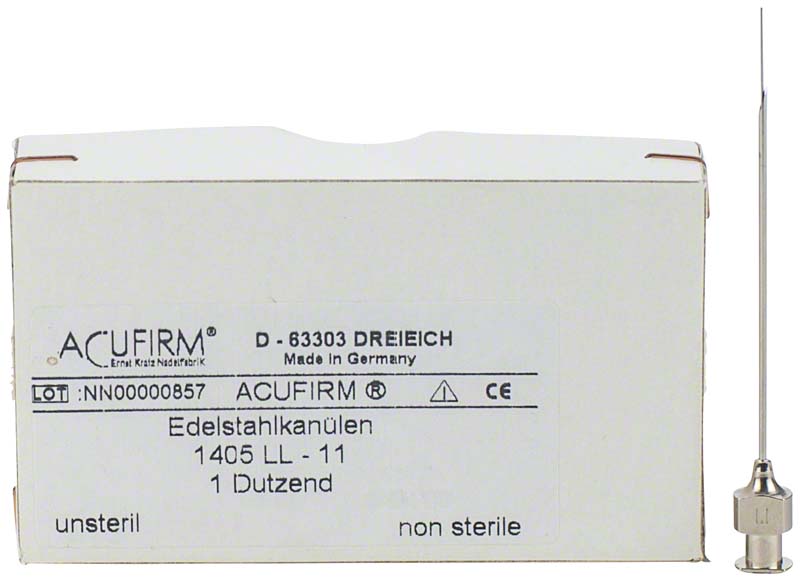 ACUFIRM®
Ernst Kratz Nadelfabrik
D - 63303 DREIEICH
Made in Germany
LOT :NN00000857 ACUFIRM ® CE
Edelstahlkanülen
1405 LL - 11
1 Dutzend
unsteril non sterile